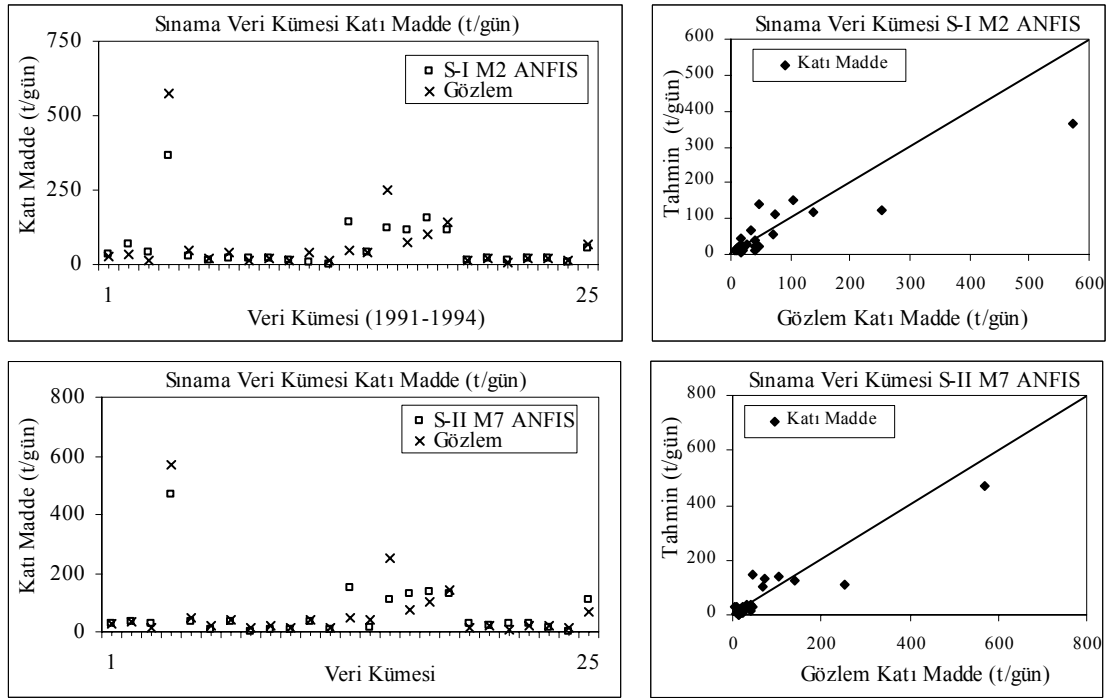 Sınama Veri Kümesi Katı Madde (t/gün)
Katı Madde (t/gün)
750
500
250
0
S-I M2 ANFIS
Gözlem
1
25
Veri Kümesi (1991-1994)
Sınama Veri Kümesi S-I M2 ANFIS
Tahmin (t/gün)
600
500
400
300
200
100
0
Katı Madde
0 100 200 300 400 500 600
Gözlem Katı Madde (t/gün)
Sınama Veri Kümesi Katı Madde (t/gün)
Katı Madde (t/gün)
800
600
400
200
0
S-II M7 ANFIS
Gözlem
1
25
Veri Kümesi
Sınama Veri Kümesi S-II M7 ANFIS
Tahmin (t/gün)
800
600
400
200
0
Katı Madde
0 200 400 600 800
Gözlem Katı Madde (t/gün)